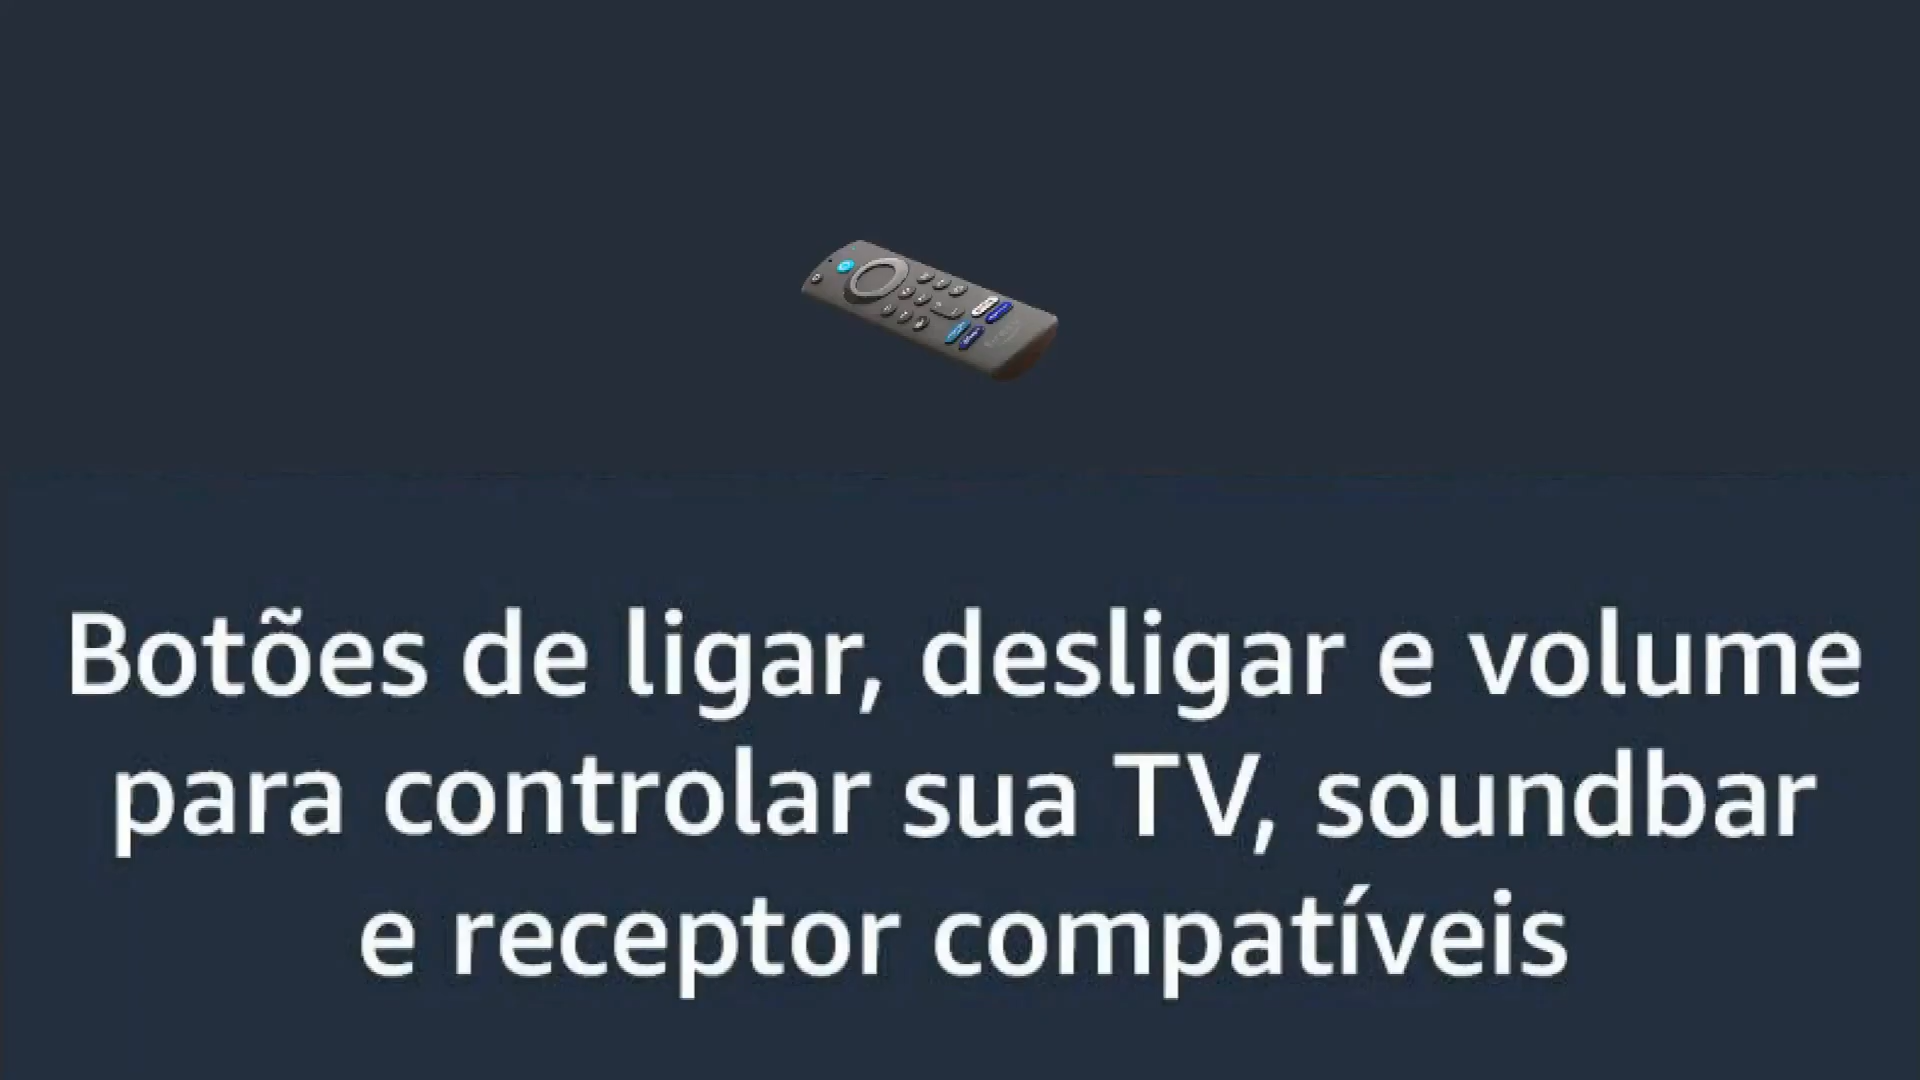 Botões de ligar, desligar e volume
para controlar sua TV, soundbar
e receptor compatíveis